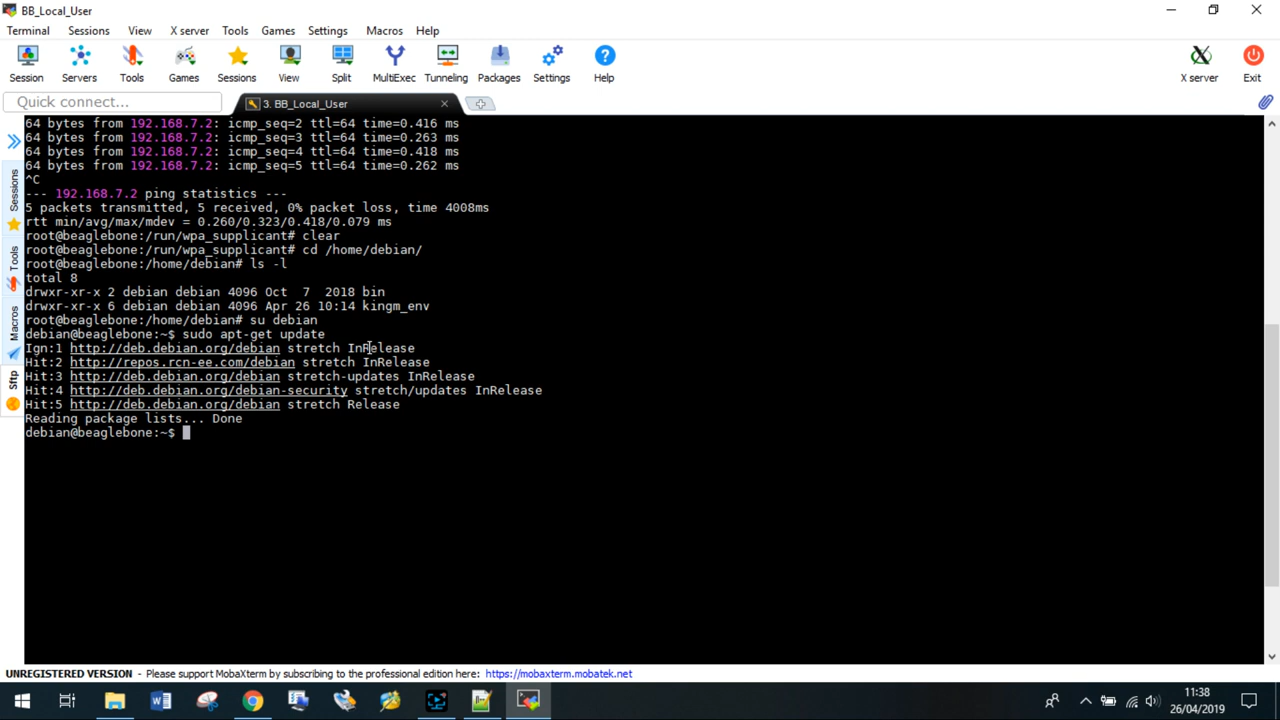 BB_Local_User
Terminal Sessions View X server Tools Games Settings Macros Help
Session Servers Tools Games Sessions View Split MultiExec Tunneling Packages Settings Help X server Exit
Quick connect... 3. BB_Local_User
64 bytes from 192.168.7.2: icmp_seq=2 ttl=64 time=0.416 ms
64 bytes from 192.168.7.2: icmp_seq=3 ttl=64 time=0.263 ms
64 bytes from 192.168.7.2: icmp_seq=4 ttl=64 time=0.418 ms
64 bytes from 192.168.7.2: icmp_seq=5 ttl=64 time=0.262 ms
^C
--- 192.168.7.2 ping statistics ---
5 packets transmitted, 5 received, 0% packet loss, time 4008ms
rtt min/avg/max/mdev = 0.260/0.323/0.418/0.079 ms
root@beaglebone:/run/wpa_supplicant# clear
root@beaglebone:/run/wpa_supplicant# cd /home/debian/
root@beaglebone:/home/debian# ls -l
total 8
drwxr-xr-x 2 debian debian 4096 Oct  7  2018 bin
drwxr-xr-x 6 debian debian 4096 Apr 26 10:14 kingm_env
root@beaglebone:/home/debian# su debian
debian@beaglebone:~$ sudo apt-get update
Ign:1 http://deb.debian.org/debian stretch InRelease
Hit:2 http://repos.rcn-ee.com/debian stretch InRelease
Hit:3 http://deb.debian.org/debian stretch-updates InRelease
Hit:4 http://deb.debian.org/debian-security stretch/updates InRelease
Hit:5 http://deb.debian.org/debian stretch Release
Reading package lists... Done
debian@beaglebone:~$
Sessions
Tools
Macros
Sftp
UNREGISTERED VERSION - Please support MobaXterm by subscribing to the professional edition here: https://mobaxterm.mobatek.net
11:38
26/04/2019